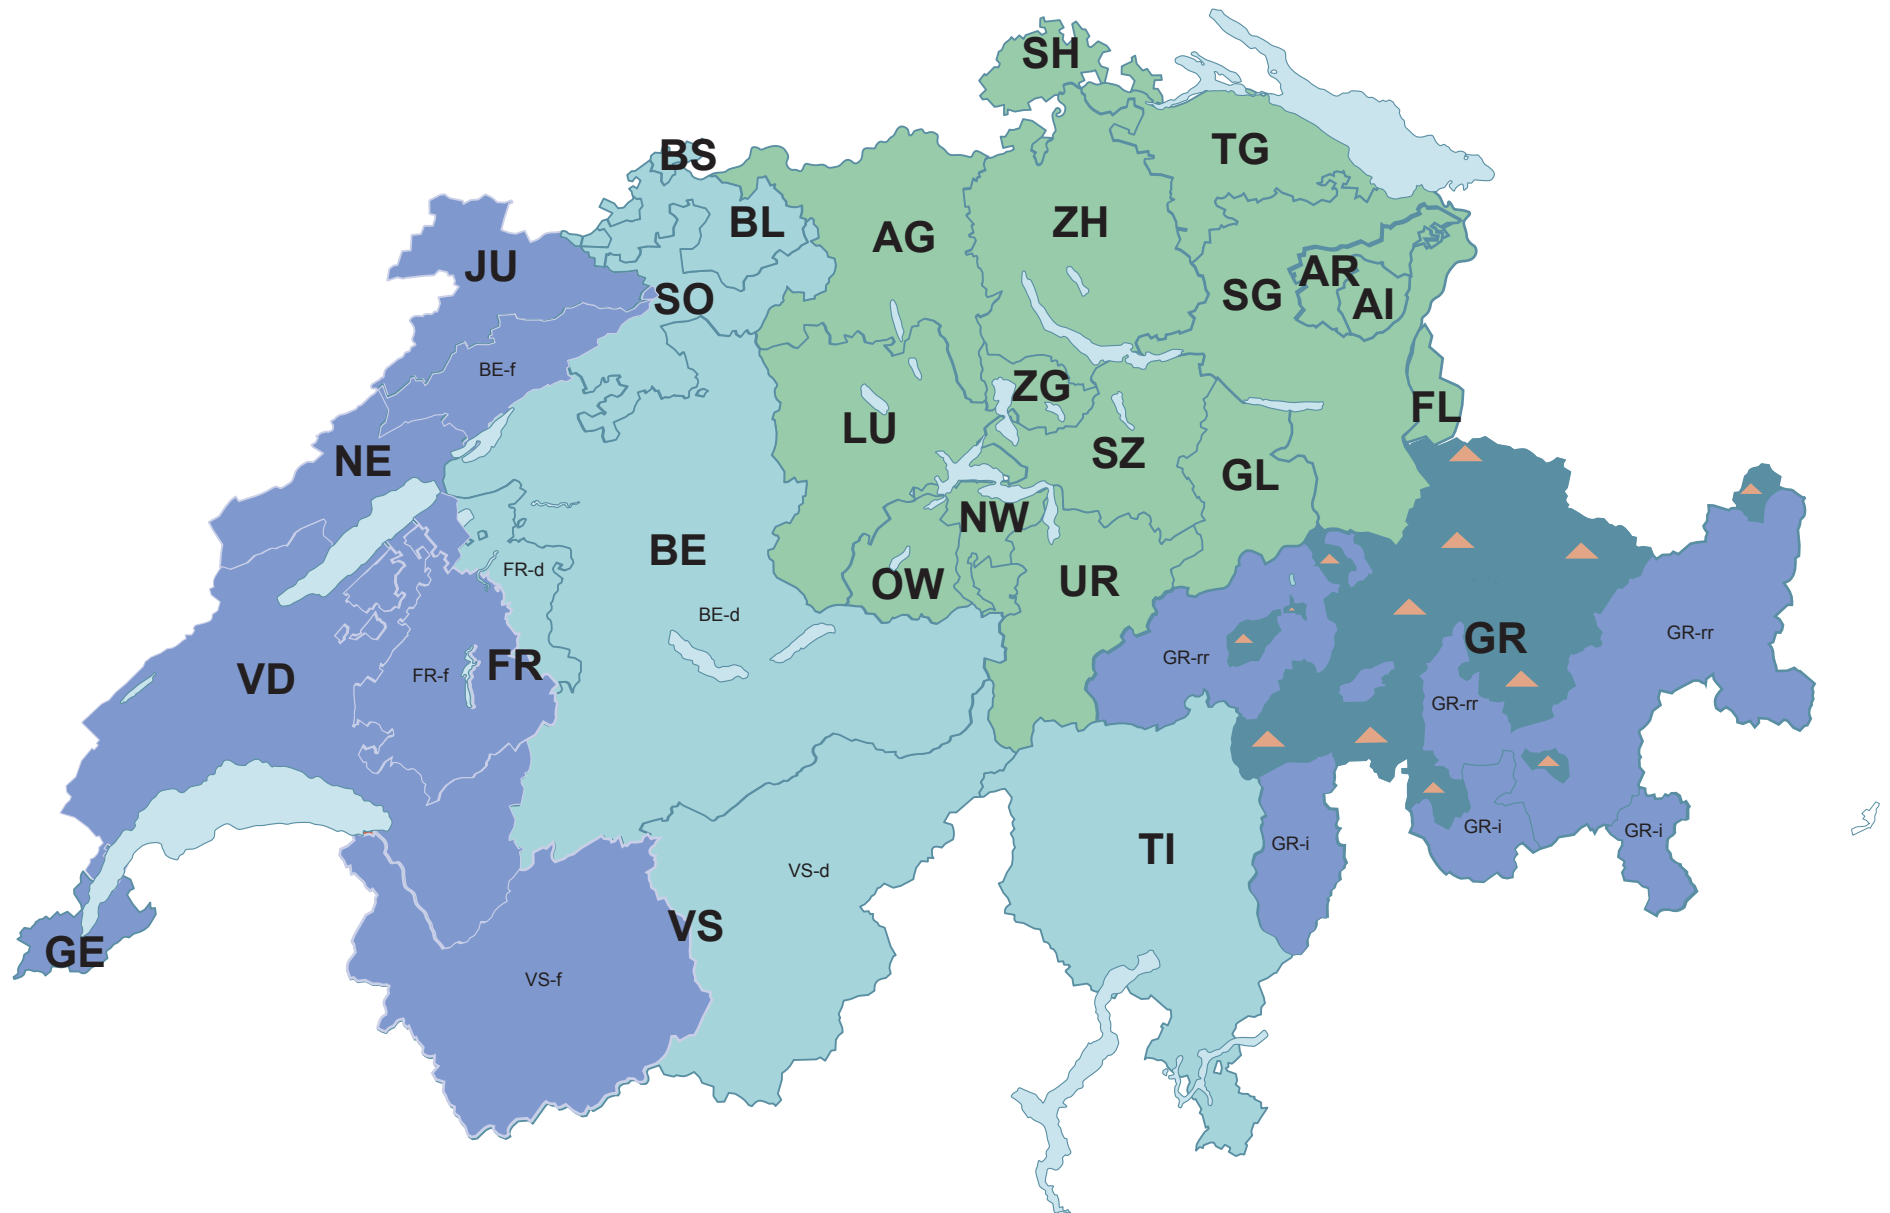 SH
BS
TG
BL
AG
ZH
JU
SO
SG
AR
AI
BE-f
ZG
FL
LU
NE
SZ
GL
NW
BE
FR-d
OW
UR
BE-d
GR
GR-rr
VD
FR-f
FR
GR-rr
GR-rr
GR-i
GR-i
TI
GR-i
VS-d
VS
GE
VS-f